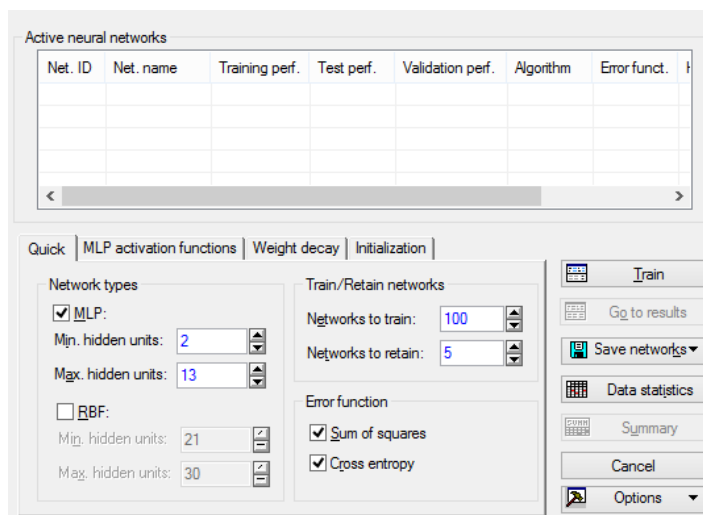 Active neural networks
Net. ID Net. name Training perf. Test perf. Validation perf. Algorithm Error funct.
Quick MLP activation functions Weight decay Initialization
Network types
MLP:
Min. hidden units: 2
Max. hidden units: 13
RBF:
Min. hidden units: 21
Max. hidden units: 30
Train/Retain networks
Networks to train: 100
Networks to retain: 5
Error function
Sum of squares
Cross entropy
Train
Go to results
Save networks
Data statistics
Summary
Cancel
Options